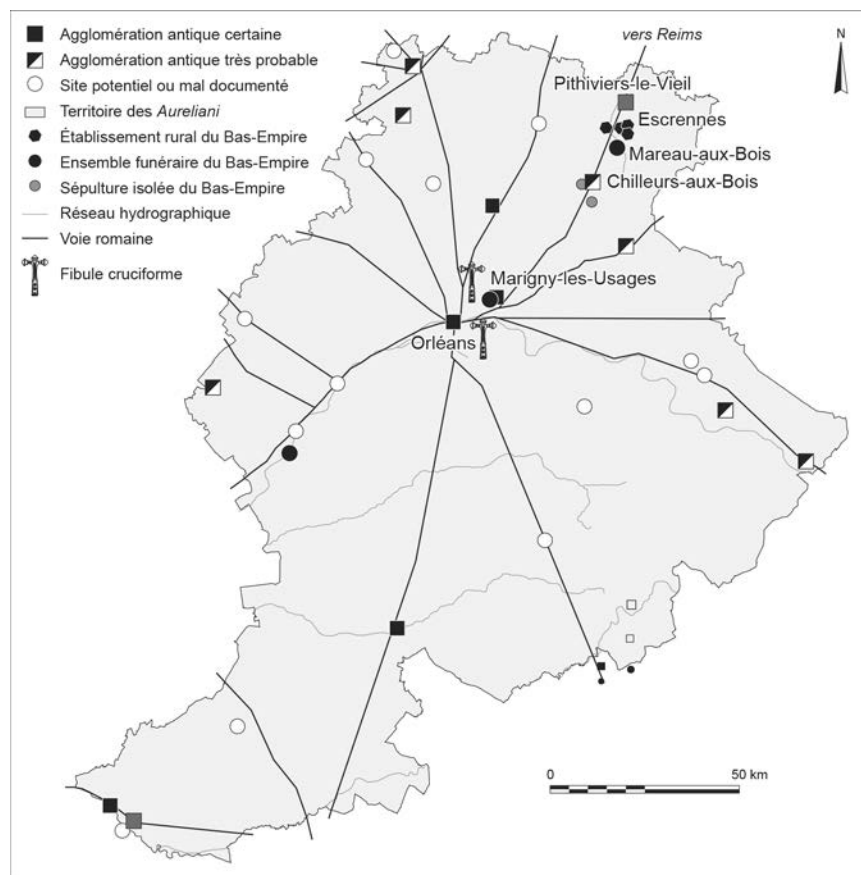 Agglomération antique certaine
Agglomération antique très probable
Site potentiel ou mal documenté
Territoire des Aureliani
Établissement rural du Bas-Empire
Ensemble funéraire du Bas-Empire
Sépulture isolée du Bas-Empire
Réseau hydrographique
Voie romaine
Fibule cruciforme
vers Reims
N
Pithiviers-le-Vieil
Escrennes
Mareau-aux-Bois
Chilleurs-aux-Bois
Marigny-les-Usages
Orléans
0 50 km